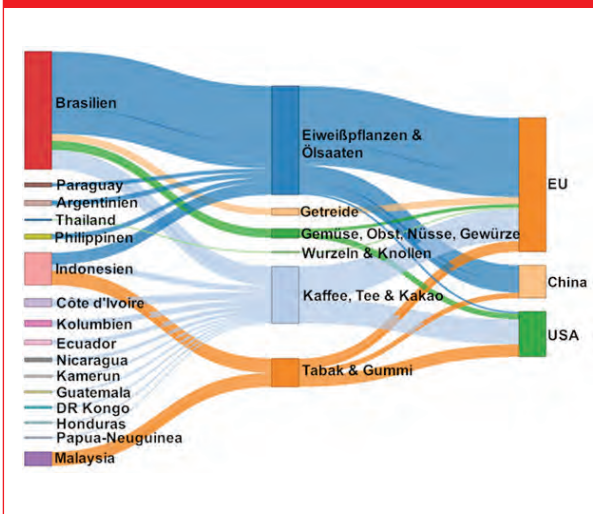 Brasilien
Paraguay
Argentinien
Thailand
Philippinen
Indonesien
Côte d'Ivoire
Kolumbien
Ecuador
Nicaragua
Kamerun
Guatemala
DR Kongo
Honduras
Papua-Neuguinea
Malaysia
Eiweißpflanzen &
Ölsaaten
Getreide
Gemüse, Obst, Nüsse, Gewürze
Wurzeln & Knollen
Kaffee, Tee & Kakao
Tabak & Gummi
EU
China
USA